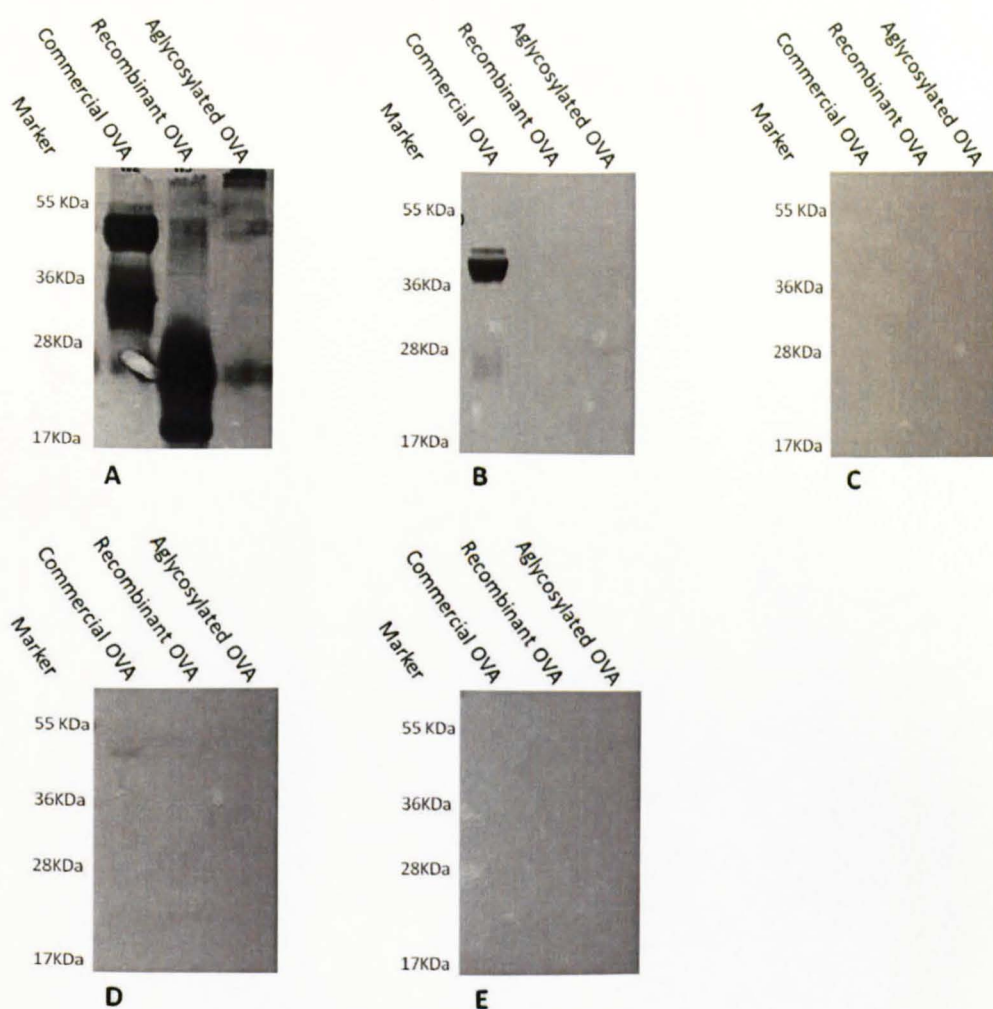 Marker
Commercial OVA
Recombinant OVA
Aglycosylated OVA
55 KDa
36KDa
28KDa
17KDa
A
Marker
Commercial OVA
Recombinant OVA
Aglycosylated OVA
55 KDa
36KDa
28KDa
17KDa
B
Marker
Commercial OVA
Recombinant OVA
Aglycosylated OVA
55 KDa
36KDa
28KDa
17KDa
C
Marker
Commercial OVA
Recombinant OVA
Aglycosylated OVA
55 KDa
36KDa
28KDa
17KDa
D
Marker
Commercial OVA
Recombinant OVA
Aglycosylated OVA
55 KDa
36KDa
28KDa
17KDa
E